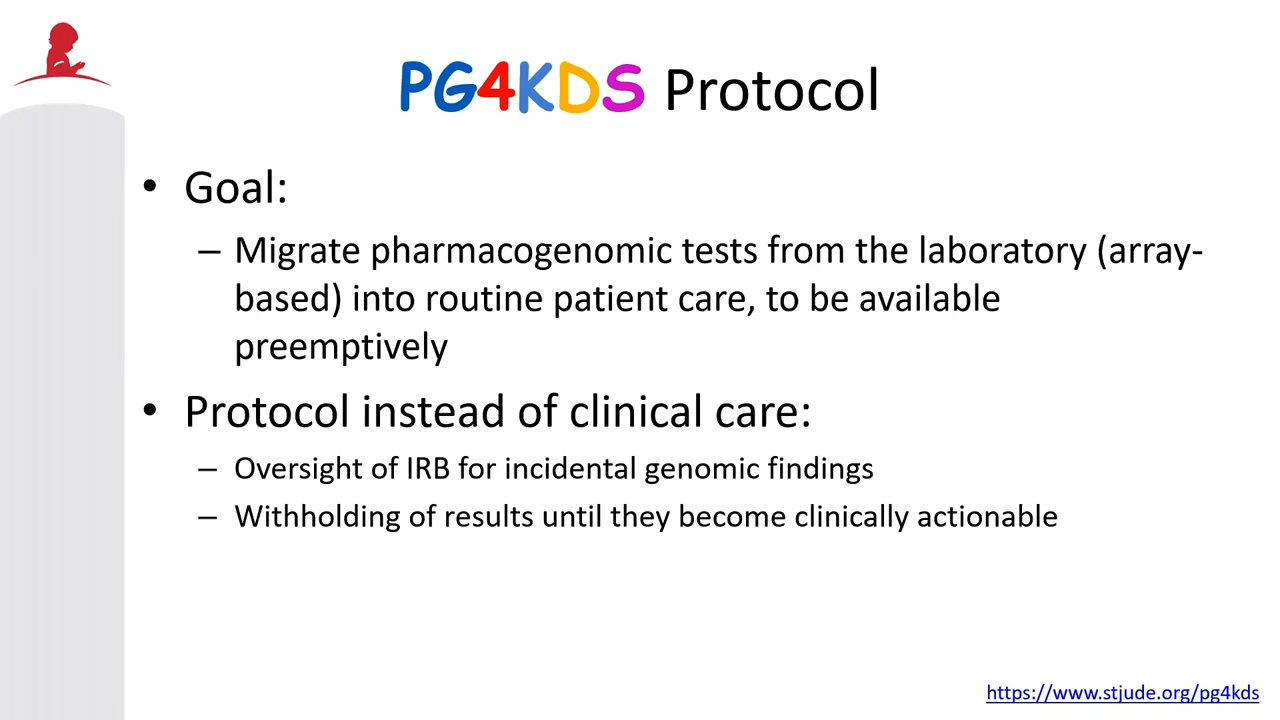 PG4KDS Protocol
• Goal:
– Migrate pharmacogenomic tests from the laboratory (array-
based) into routine patient care, to be available
preemptively
• Protocol instead of clinical care:
– Oversight of IRB for incidental genomic findings
– Withholding of results until they become clinically actionable
https://www.stjude.org/pg4kds